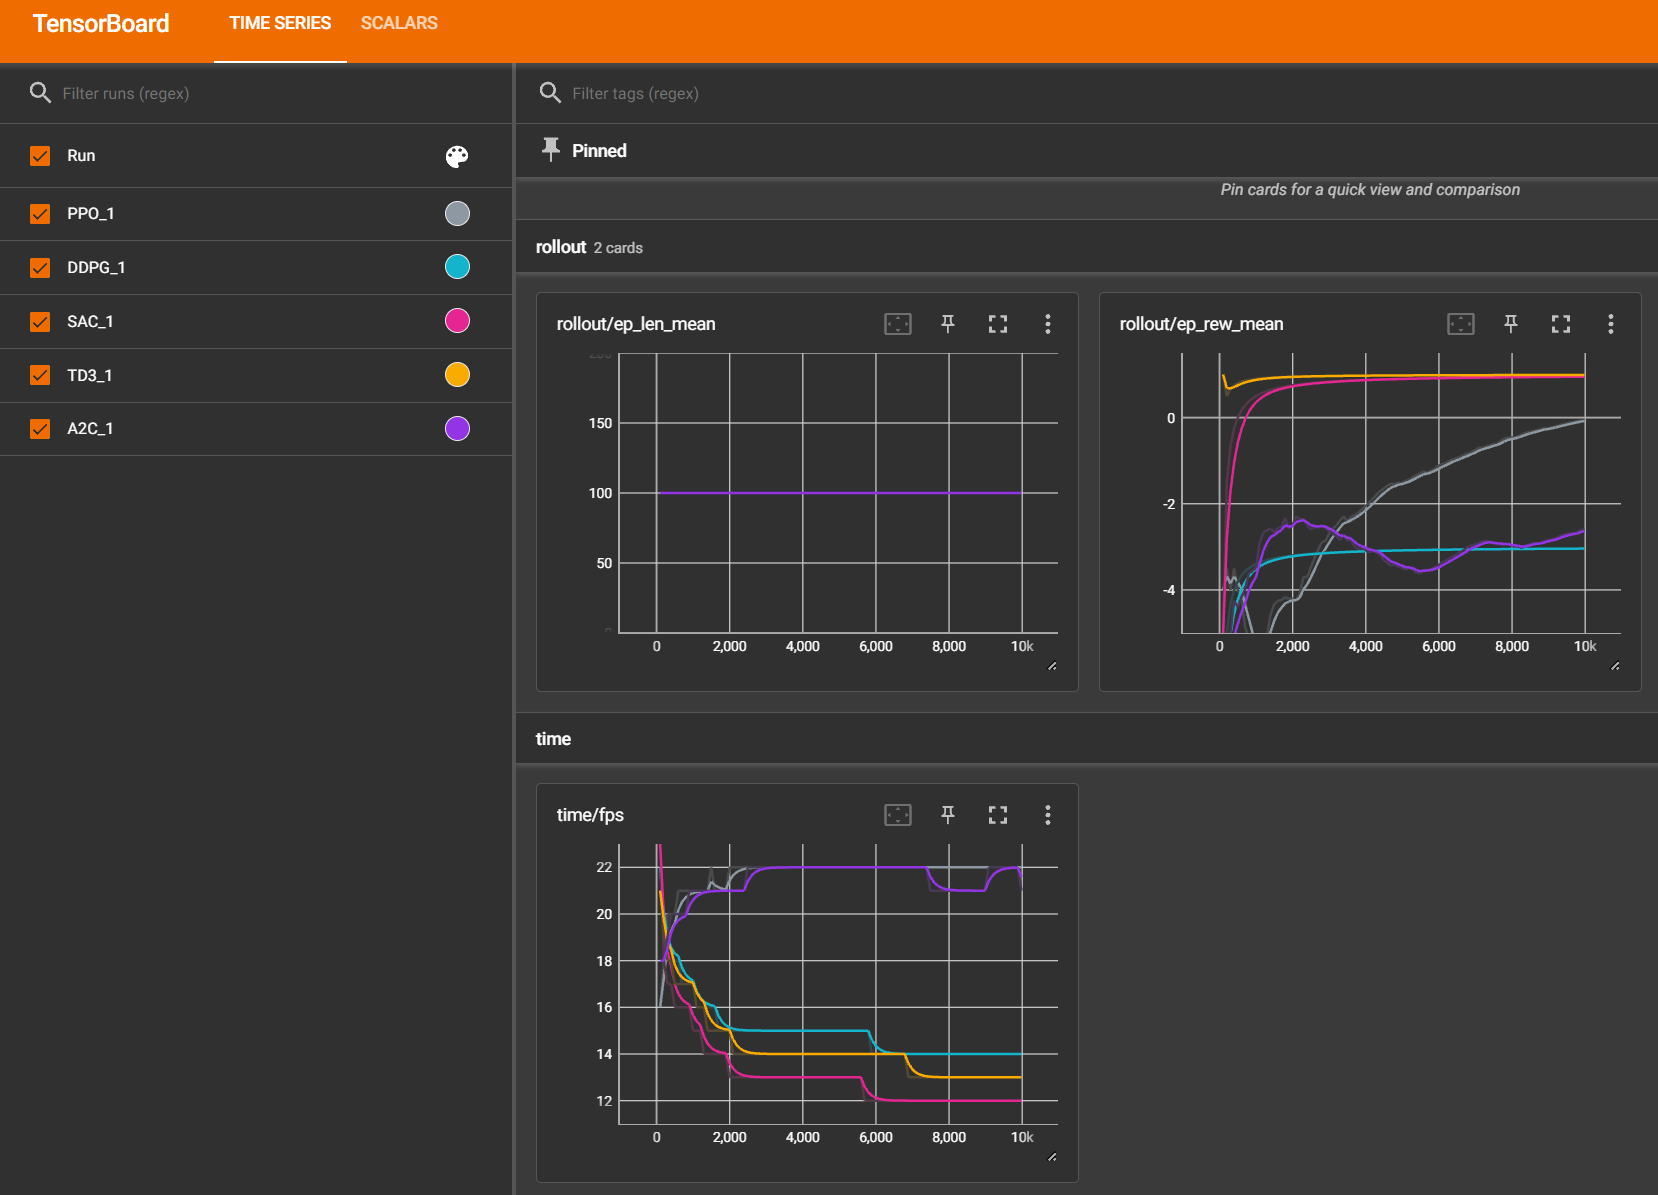 TensorBoard
TIME SERIES
SCALARS
Filter runs (regex)
Run
PPO_1
DDPG_1
SAC_1
TD3_1
A2C_1
Filter tags (regex)
Pinned
Pin cards for a quick view and comparison
rollout 2 cards
rollout/ep_len_mean
150
100
50
0 2,000 4,000 6,000 8,000 10k
rollout/ep_rew_mean
0
-2
-4
0 2,000 4,000 6,000 8,000 10k
time
time/fps
22
20
18
16
14
12
0 2,000 4,000 6,000 8,000 10k